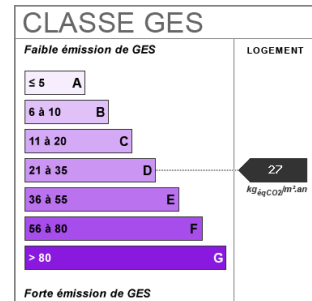 CLASSE GES
Faible émission de GES
LOGEMENT
≤ 5 A
6 à 10 B
11 à 20 C
21 à 35 D
27
kgéqCO2/m².an
36 à 55 E
56 à 80 F
> 80 G
Forte émission de GES